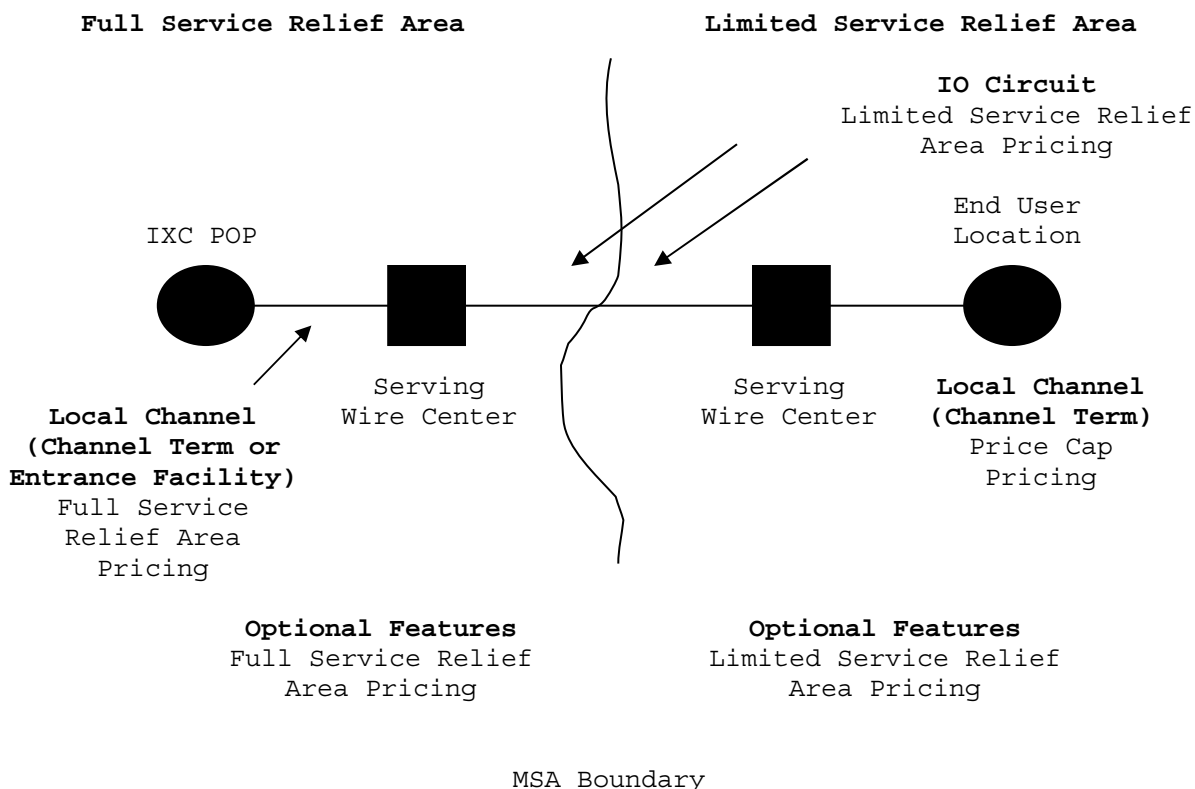 Full Service Relief Area
Limited Service Relief Area
IO Circuit
Limited Service Relief
Area Pricing
IXC POP
End User
Location
Serving
Wire Center
Serving
Wire Center
Local Channel
(Channel Term or
Entrance Facility)
Full Service
Relief Area
Pricing
Local Channel
(Channel Term)
Price Cap
Pricing
Optional Features
Full Service Relief
Area Pricing
Optional Features
Limited Service Relief
Area Pricing
MSA Boundary